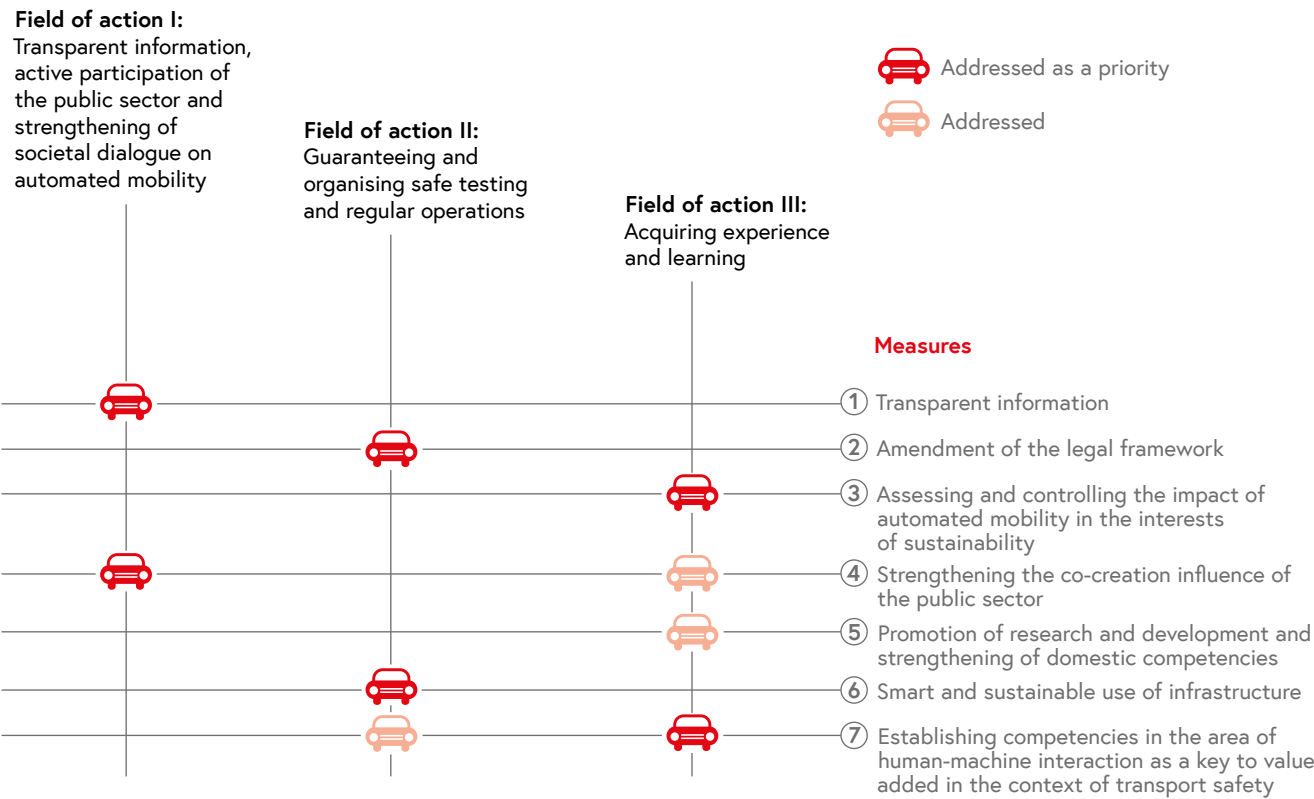 Field of action I:
Transparent information,
active participation of
the public sector and
strengthening of
societal dialogue on
automated mobility
Field of action II:
Guaranteeing and
organising safe testing
and regular operations
Field of action III:
Acquiring experience
and learning
Addressed as a priority
Addressed
Measures
1 Transparent information
2 Amendment of the legal framework
3 Assessing and controlling the impact of
automated mobility in the interests
of sustainability
4 Strengthening the co-creation influence of
the public sector
5 Promotion of research and development and
strengthening of domestic competencies
6 Smart and sustainable use of infrastructure
7 Establishing competencies in the area of
human-machine interaction as a key to value
added in the context of transport safety